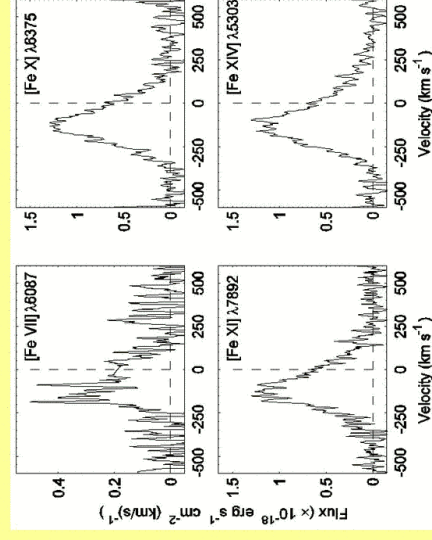 [Fe VII] λ6087
0.4
0.2
0
-500 -250 0 250 500
[Fe X] λ6375
1.5
1
0.5
0
-500 -250 0 250 500
[Fe XI] λ7892
1.5
1
0.5
0
-500 -250 0 250 500
Velocity (km s⁻¹)
[Fe XIV] λ5303
1.5
1
0.5
0
-500 -250 0 250 500
Velocity (km s⁻¹)
Flux (× 10⁻¹⁸ erg s⁻¹ cm⁻² (km/s)⁻¹)